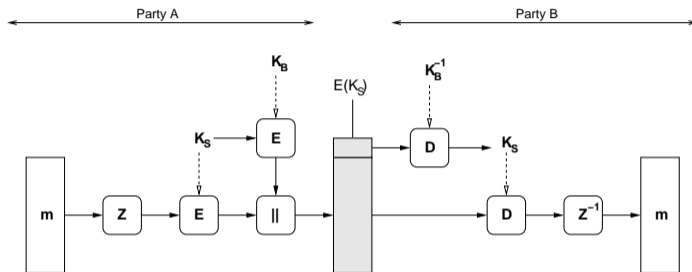 Party A
Party B
K_B
K_B^-1
E(K_S)
K_S
E
D
K_S
m
Z
E
||
D
Z^-1
m